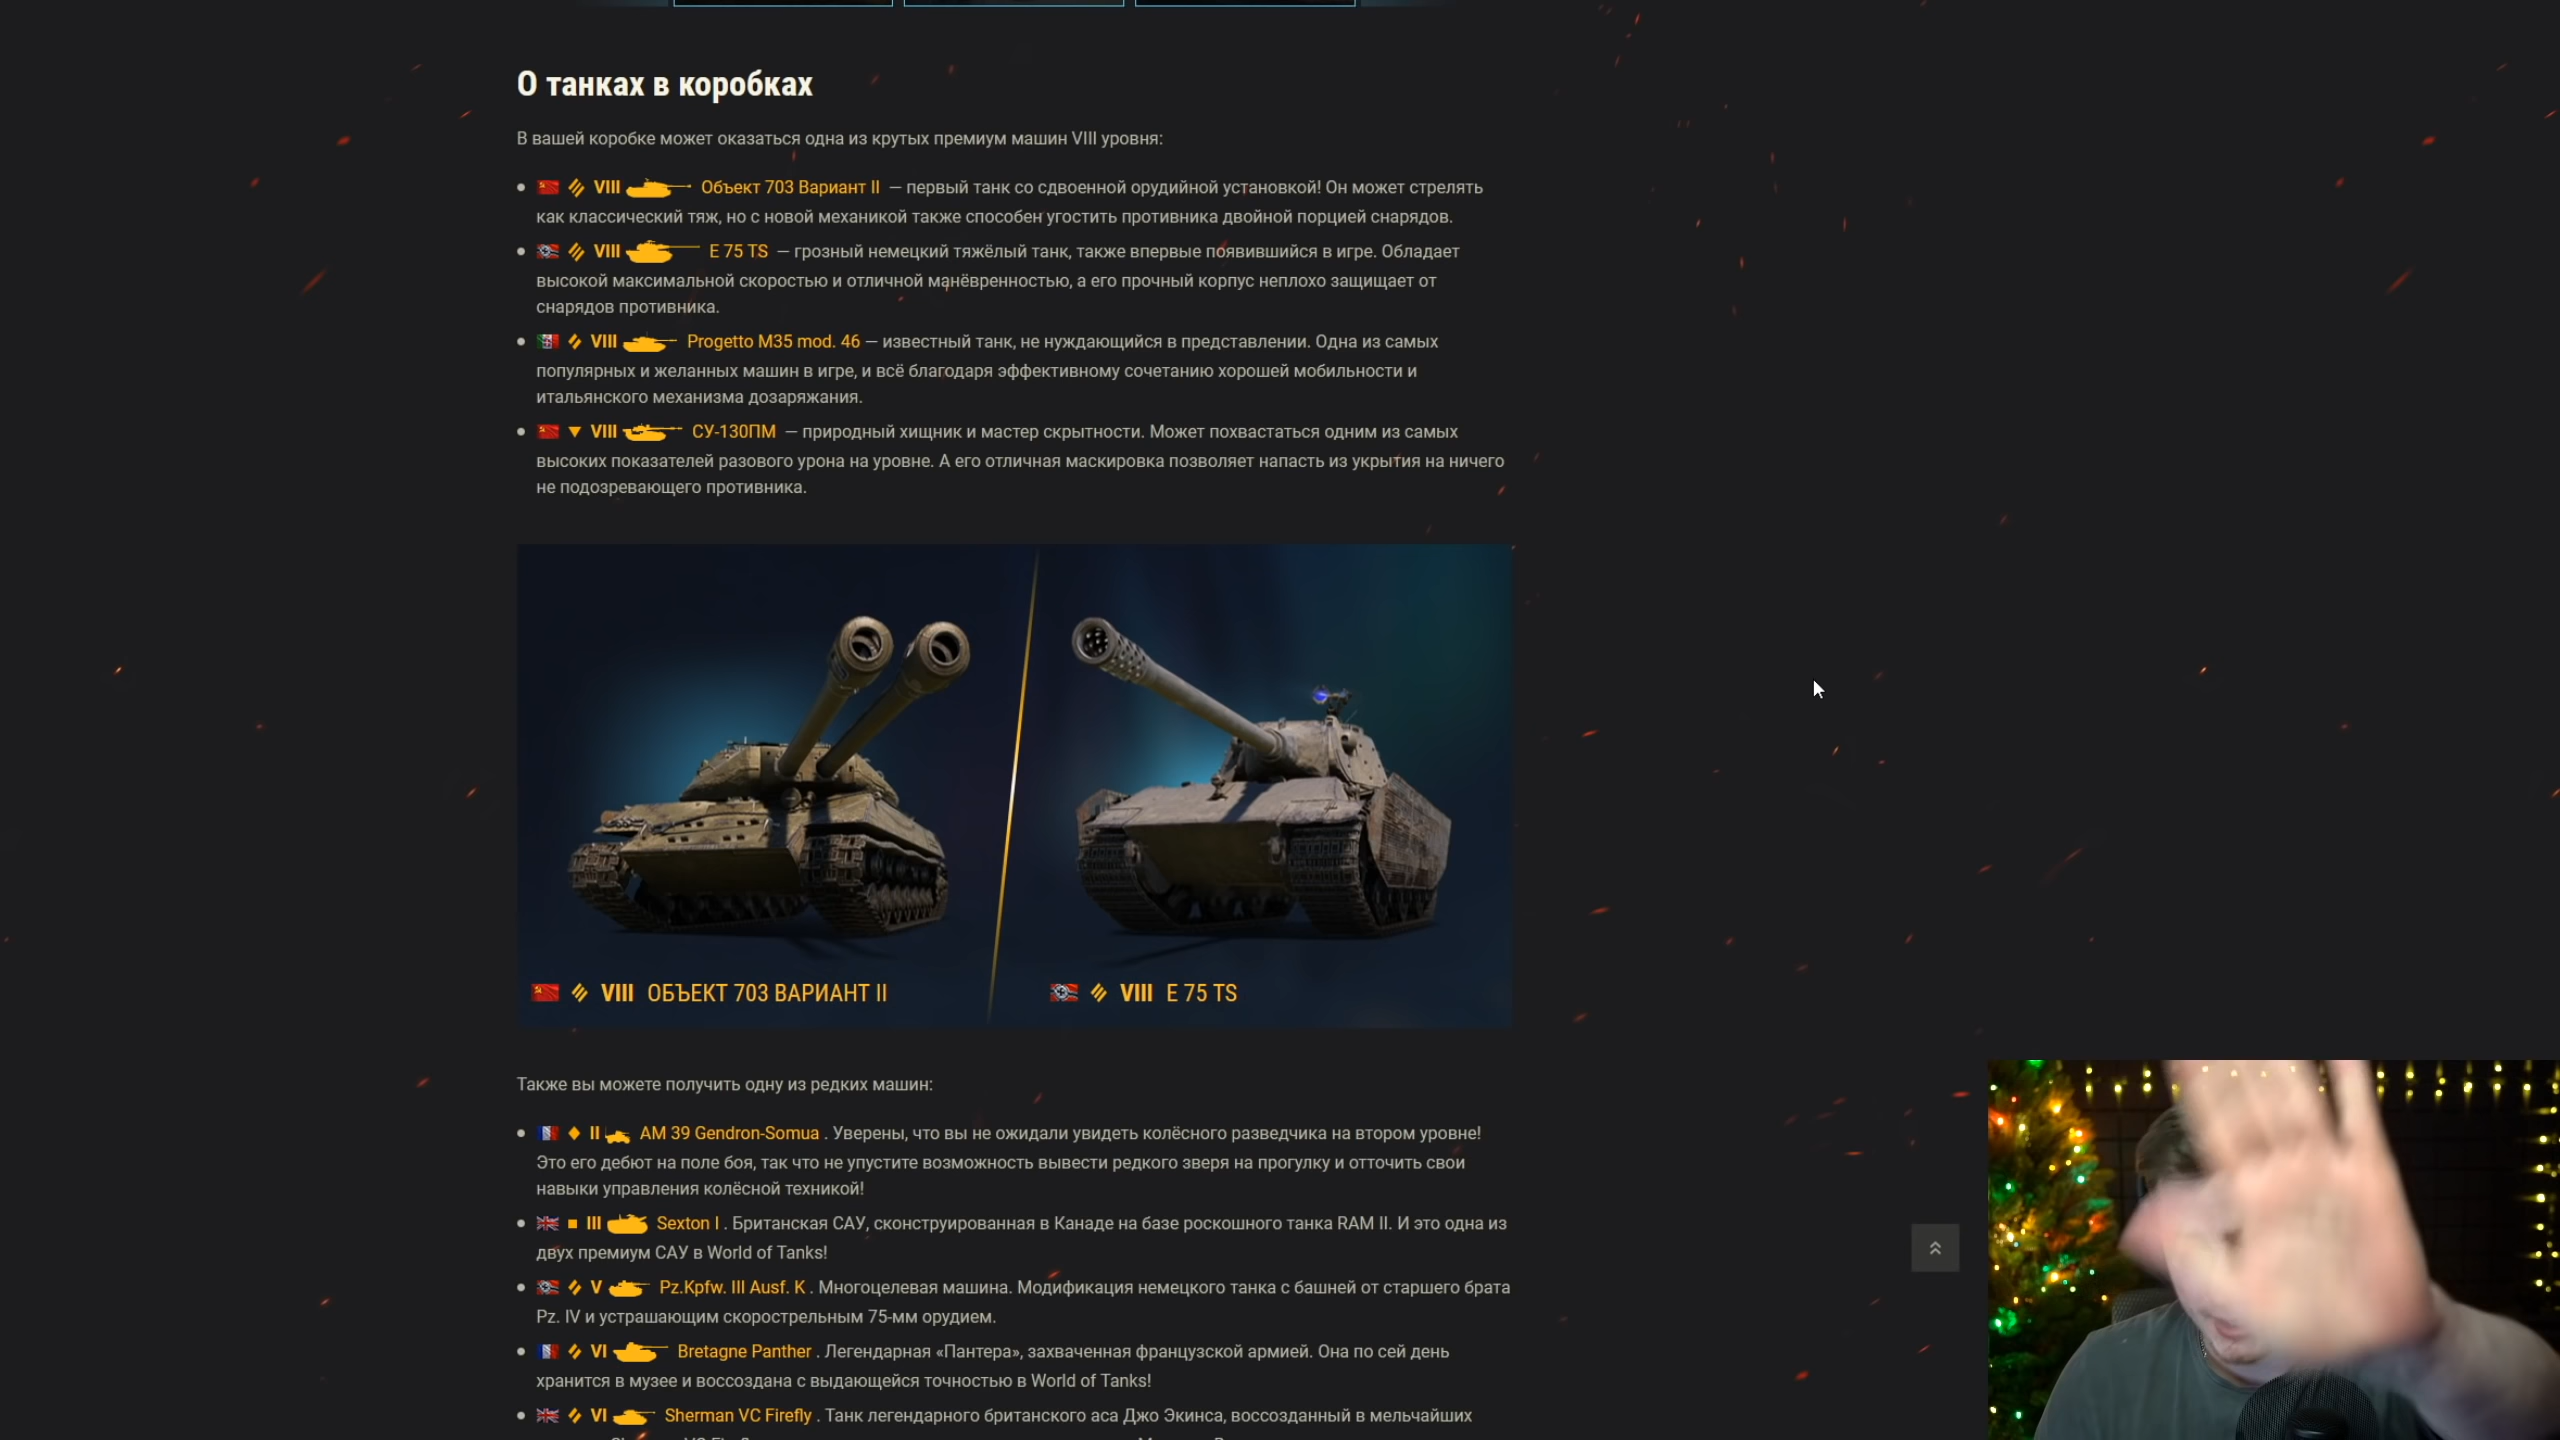 О танках в коробках
В вашей коробке может оказаться одна из крутых премиум машин VIII уровня:
VIII Объект 703 Вариант II — первый танк со сдвоенной орудийной установкой! Он может стрелять
как классический тяж, но с новой механикой также способен угостить противника двойной порцией снарядов.
VIII E 75 TS — грозный немецкий тяжёлый танк, также впервые появившийся в игре. Обладает
высокой максимальной скоростью и отличной манёвренностью, а его прочный корпус неплохо защищает от
снарядов противника.
VIII Progetto M35 mod. 46 — известный танк, не нуждающийся в представлении. Одна из самых
популярных и желанных машин в игре, и всё благодаря эффективному сочетанию хорошей мобильности и
итальянского механизма дозаряжания.
VIII СУ-130ПМ — природный хищник и мастер скрытности. Может похвастаться одним из самых
высоких показателей разового урона на уровне. А его отличная маскировка позволяет напасть из укрытия на ничего
не подозревающего противника.
VIII ОБЪЕКТ 703 ВАРИАНТ II
VIII E 75 TS
Также вы можете получить одну из редких машин:
II AM 39 Gendron-Somua . Уверены, что вы не ожидали увидеть колёсного разведчика на втором уровне!
Это его дебют на поле боя, так что не упустите возможность вывести редкого зверя на прогулку и отточить свои
навыки управления колёсной техникой!
III Sexton I . Британская САУ, сконструированная в Канаде на базе роскошного танка RAM II. И это одна из
двух премиум САУ в World of Tanks!
V Pz.Kpfw. III Ausf. K . Многоцелевая машина. Модификация немецкого танка с башней от старшего брата
Pz. IV и устрашающим скорострельным 75-мм орудием.
VI Bretagne Panther . Легендарная «Пантера», захваченная французской армией. Она по сей день
хранится в музее и воссоздана с выдающейся точностью в World of Tanks!
VI Sherman VC Firefly . Танк легендарного британского аса Джо Экинса, воссозданный в мельчайших